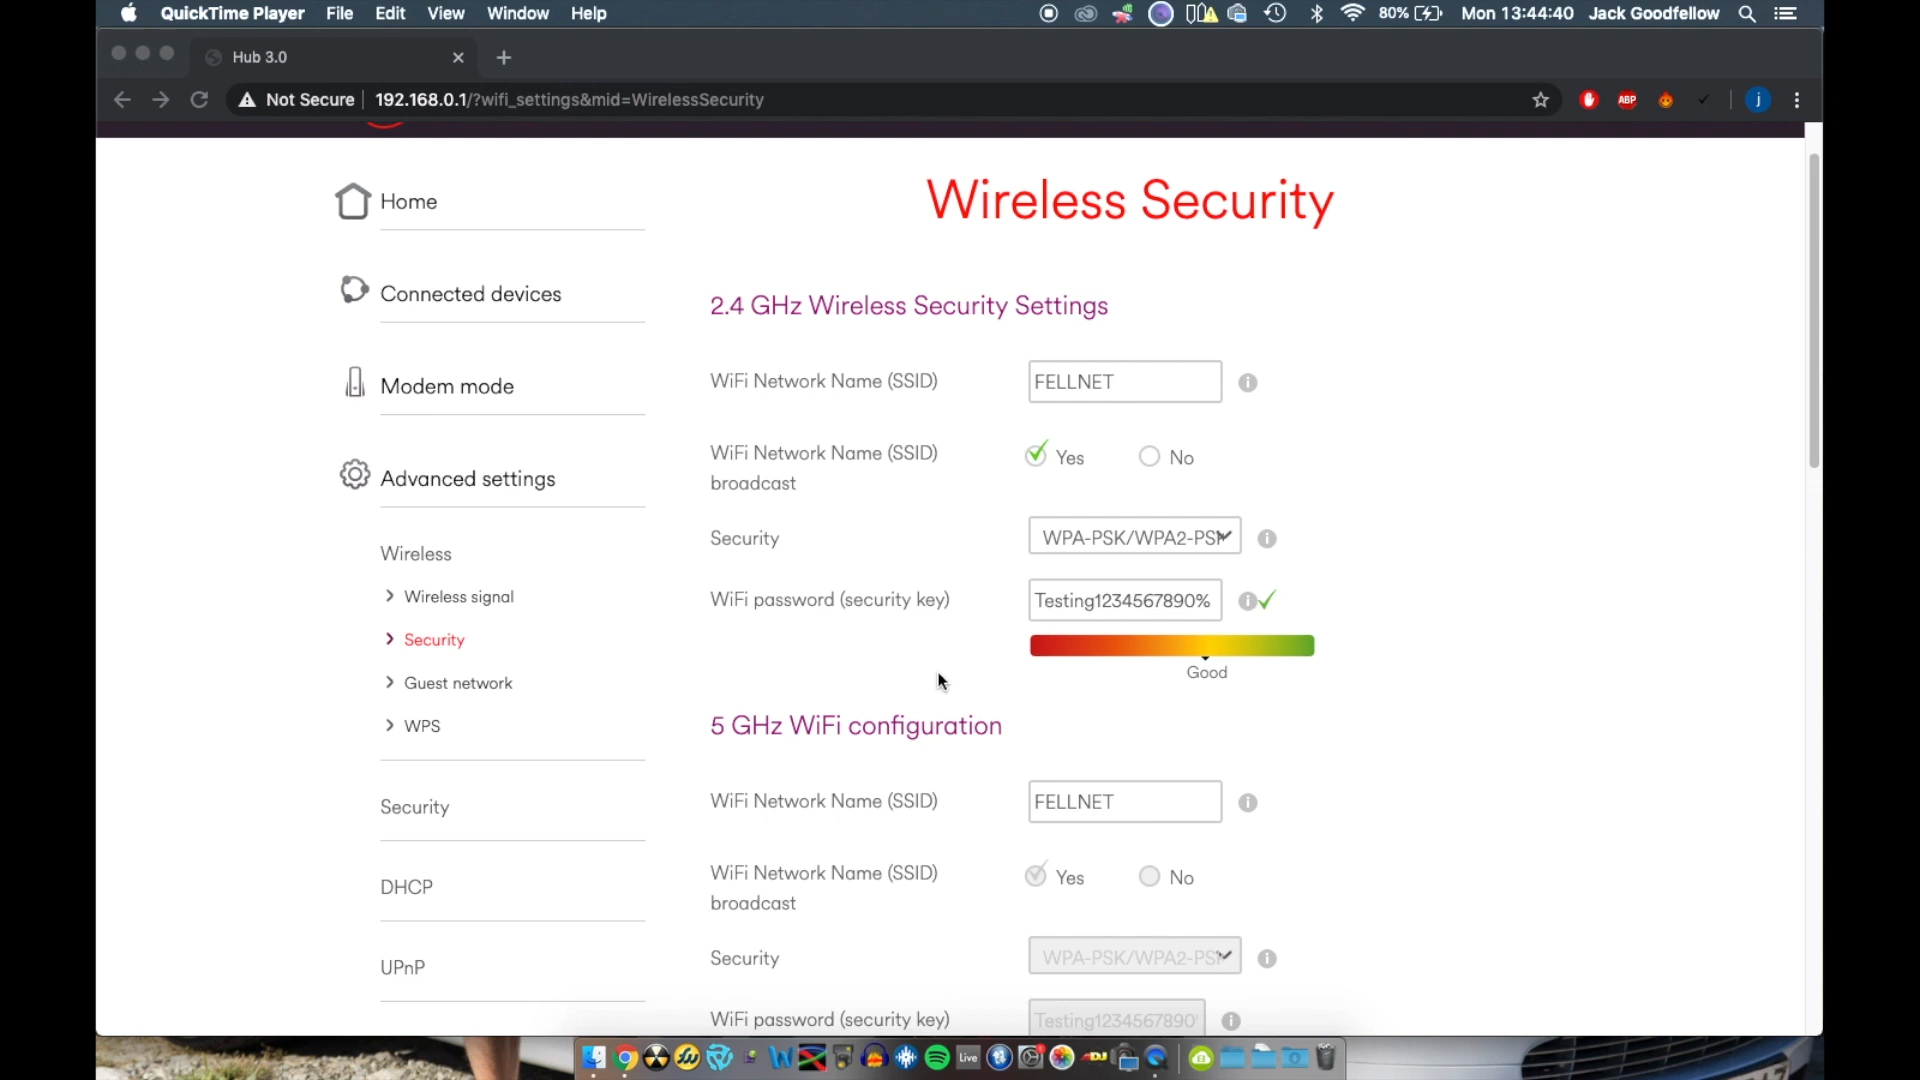 QuickTime Player File Edit View Window Help 80% Mon 13:44:40 Jack Goodfellow
Hub 3.0
Not Secure 192.168.0.1/?wifi_settings&mid=WirelessSecurity ABP j
Home
Connected devices
Modem mode
Advanced settings
Wireless
Wireless signal
Security
Guest network
WPS
Security
DHCP
UPnP
Wireless Security
2.4 GHz Wireless Security Settings
WiFi Network Name (SSID) FELLNET
WiFi Network Name (SSID) Yes No
broadcast
Security WPA-PSK/WPA2-PS
WiFi password (security key) Testing1234567890%
Good
5 GHz WiFi configuration
WiFi Network Name (SSID) FELLNET
WiFi Network Name (SSID) Yes No
broadcast
Security WPA-PSK/WPA2-PS
WiFi password (security key) Testing1234567890
Live DJ